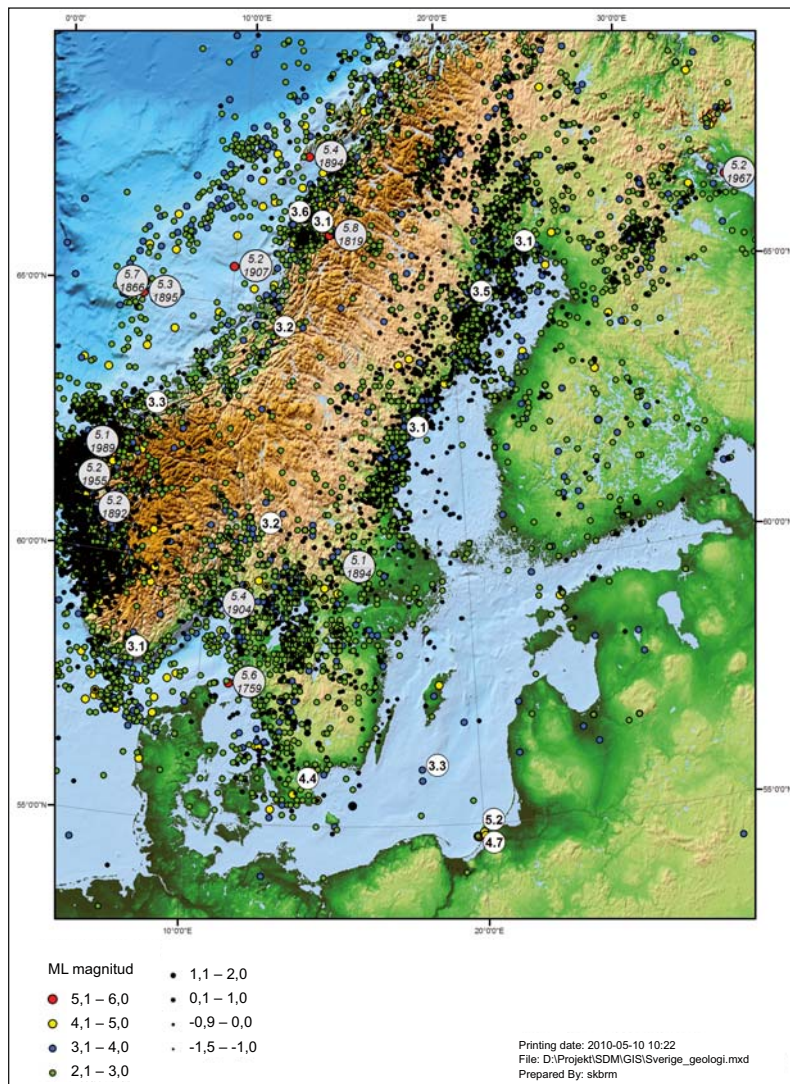 0°0'0"E 10°0'0"E 20°0'0"E 30°0'0"E
5.4
1894
5.2
1967
3.6
3.1
5.8
1819
3.1
65°0'0"N
65°0'0"N
5.2
1907
5.7
1866
5.3
1895
3.5
3.2
3.3
3.1
5.1
1989
5.2
1955
5.2
1892
3.2
60°0'0"N
60°0'0"N
5.1
1894
5.4
1904
3.1
5.6
1759
3.3
4.4
55°0'0"N
55°0'0"N
5.2
4.7
10°0'0"E 20°0'0"E
ML magnitud
5,1 – 6,0
4,1 – 5,0
3,1 – 4,0
2,1 – 3,0
1,1 – 2,0
0,1 – 1,0
-0,9 – 0,0
-1,5 – -1,0
Printing date: 2010-05-10 10:22
File: D:\Projekt\SDM\GIS\Sverige_geologi.mxd
Prepared By: skbrm